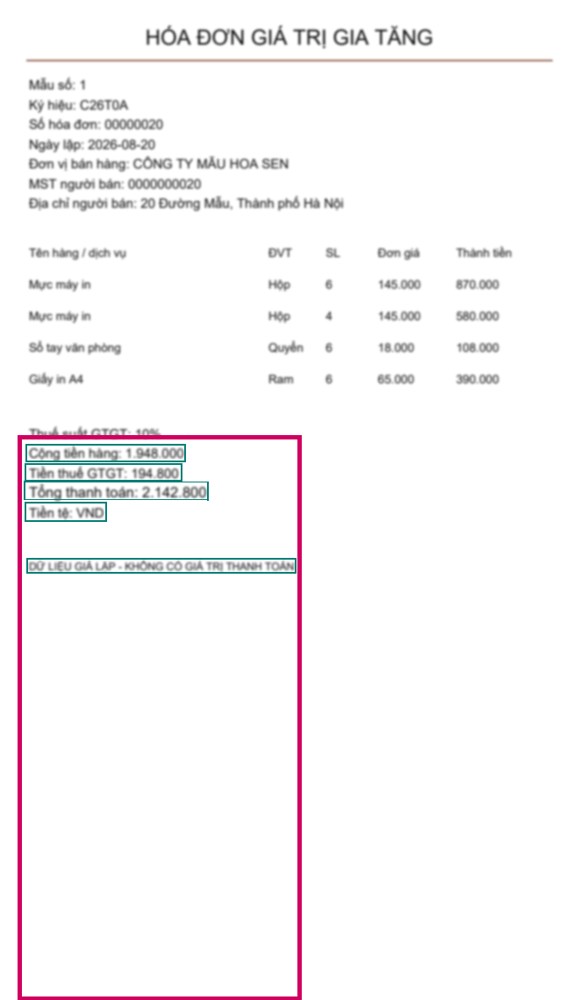 HÓA ĐƠN GIÁ TRỊ GIA TĂNG
Mẫu số: 1
Ký hiệu: C26T0A
Số hóa đơn: 00000020
Ngày lập: 2026-08-20
Đơn vị bán hàng: CÔNG TY MẪU HOA SEN
MST người bán: 0000000020
Địa chỉ người bán: 20 Đường Mẫu, Thành phố Hà Nội
Tên hàng / dịch vụ ĐVT SL Đơn giá Thành tiền
Mực máy in Hộp 6 145.000 870.000
Mực máy in Hộp 4 145.000 580.000
Sổ tay văn phòng Quyển 6 18.000 108.000
Giấy in A4 Ram 6 65.000 390.000
Thuế suất GTGT: 10%
Cộng tiền hàng: 1.948.000
Tiền thuế GTGT: 194.800
Tổng thanh toán: 2.142.800
Tiền tệ: VND
DỮ LIỆU GIẢ LẬP - KHÔNG CÓ GIÁ TRỊ THANH TOÁN